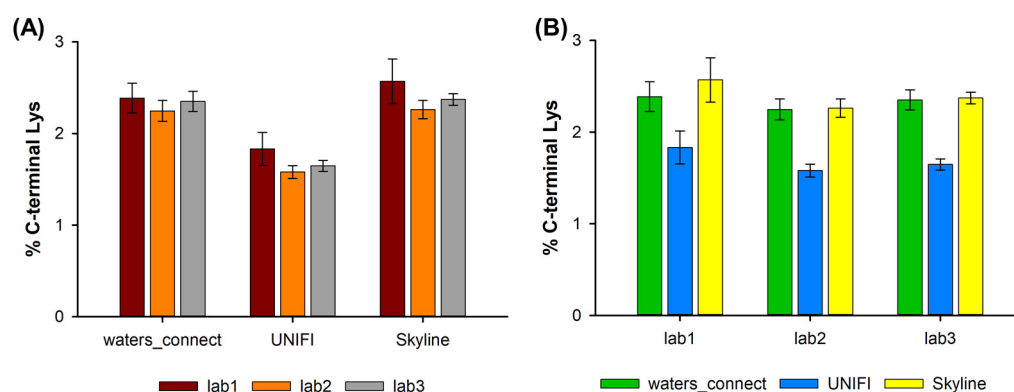 (A)
% C-terminal Lys
3
2
1
0
waters_connect UNIFI Skyline
lab1 lab2 lab3
(B)
% C-terminal Lys
3
2
1
0
lab1 lab2 lab3
waters_connect UNIFI Skyline